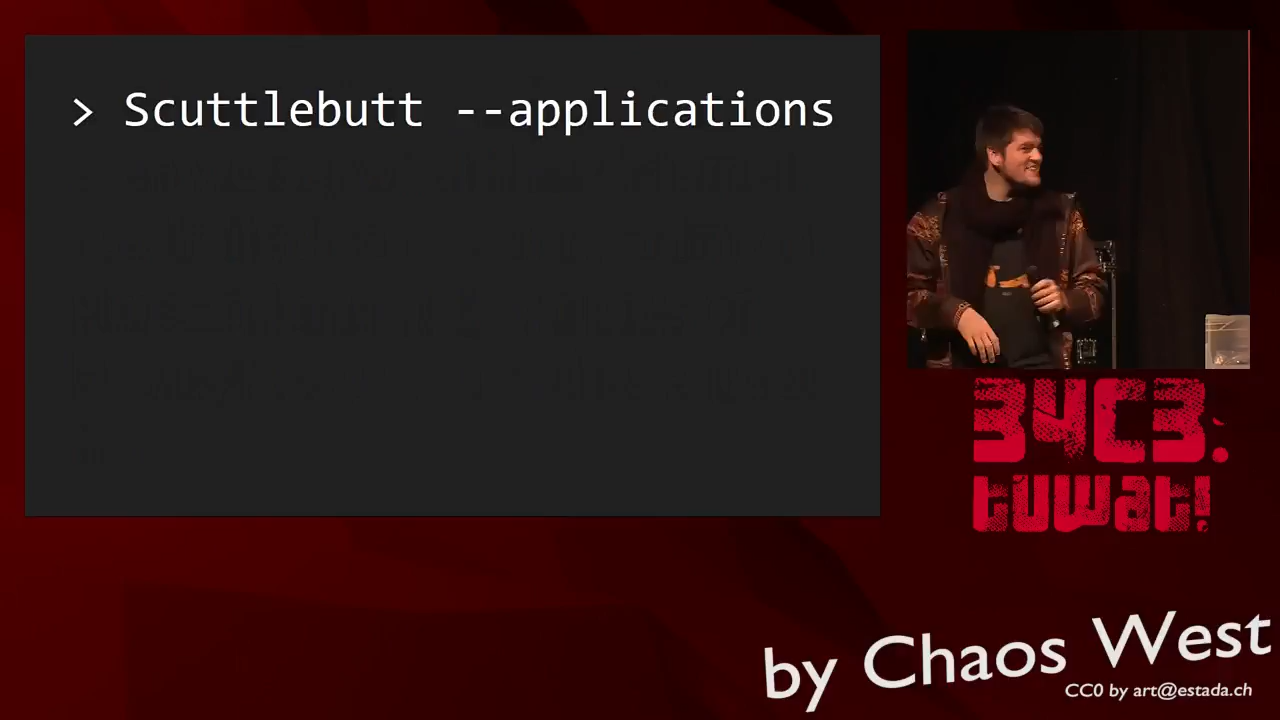 > Scuttlebutt --applications
34C3:
tuwat!
by Chaos West
CC0 by art@estada.ch